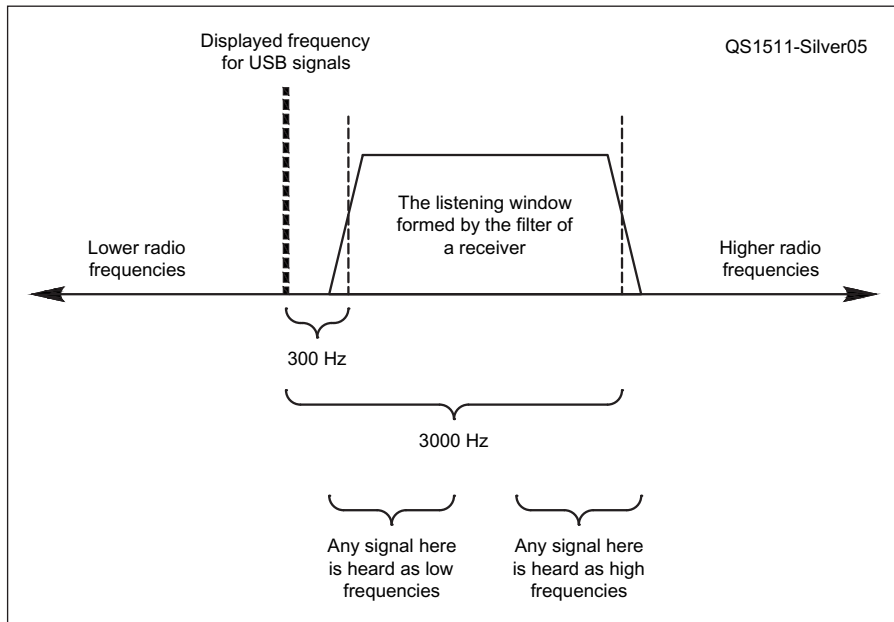 Displayed frequency
for USB signals
QS1511-Silver05
The listening window
formed by the filter of
a receiver
Lower radio
frequencies
Higher radio
frequencies
300 Hz
3000 Hz
Any signal here
is heard as low
frequencies
Any signal here
is heard as high
frequencies